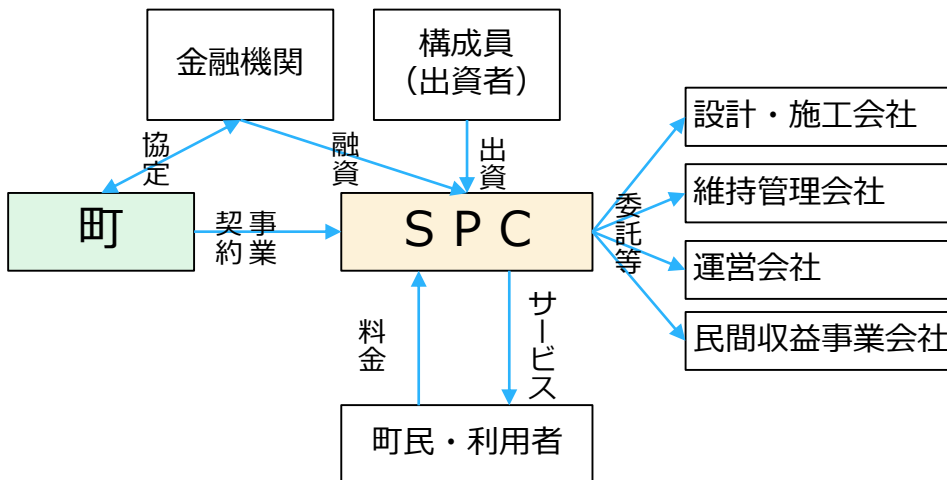 金融機関
構成員
（出資者）
設計・施工会社
協定
融資
出資
維持管理会社
町
事業
契約
ＳＰＣ
委託等
運営会社
民間収益事業会社
料金
サービス
町民・利用者